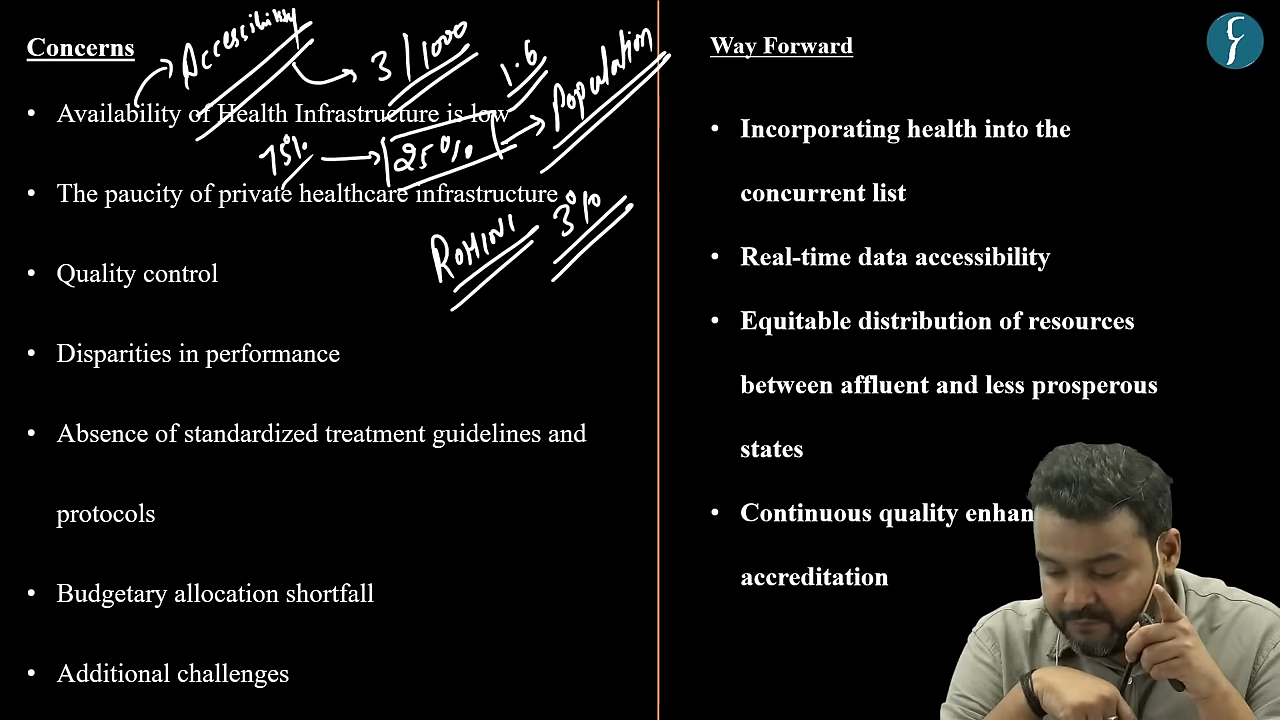 Concerns
Accessibility
3/1000
1.6
Population
• Availability of Health Infrastructure is low
75%
25%
• The paucity of private healthcare infrastructure
ROHINI
3%
• Quality control
• Disparities in performance
• Absence of standardized treatment guidelines and
protocols
• Budgetary allocation shortfall
• Additional challenges
Way Forward
• Incorporating health into the
concurrent list
• Real-time data accessibility
• Equitable distribution of resources
between affluent and less prosperous
states
• Continuous quality enhan
accreditation